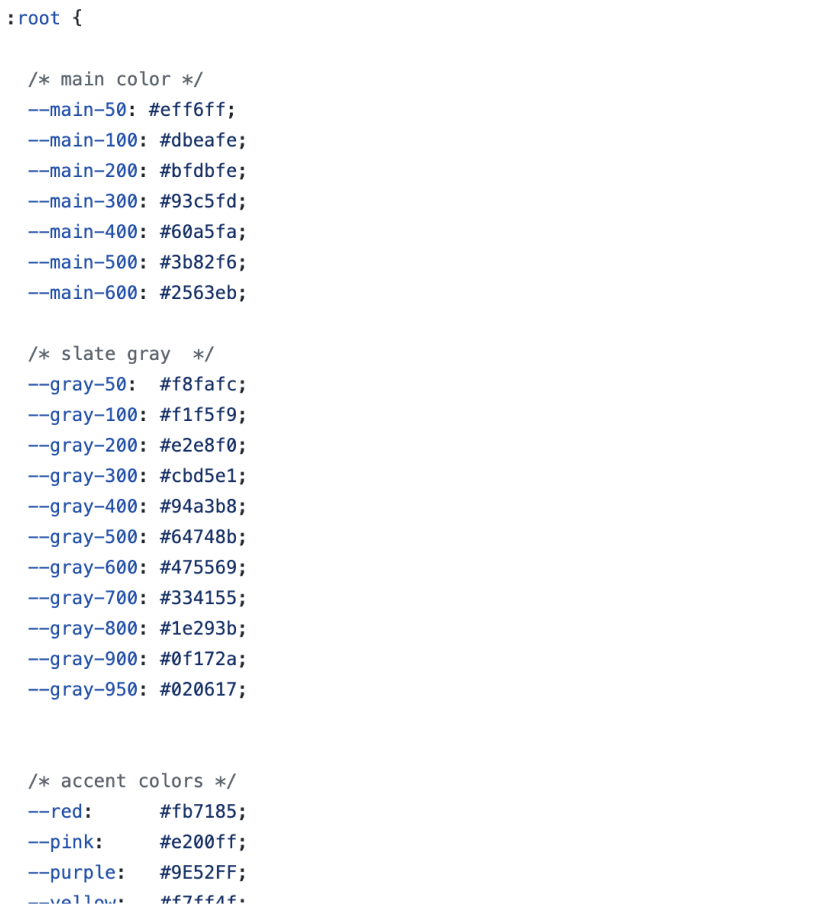 :root {
/* main color */
--main-50: #eff6ff;
--main-100: #dbeafe;
--main-200: #bfdbfe;
--main-300: #93c5fd;
--main-400: #60a5fa;
--main-500: #3b82f6;
--main-600: #2563eb;
/* slate gray  */
--gray-50:  #f8fafc;
--gray-100: #f1f5f9;
--gray-200: #e2e8f0;
--gray-300: #cbd5e1;
--gray-400: #94a3b8;
--gray-500: #64748b;
--gray-600: #475569;
--gray-700: #334155;
--gray-800: #1e293b;
--gray-900: #0f172a;
--gray-950: #020617;
/* accent colors */
--red:      #fb7185;
--pink:     #e200ff;
--purple:   #9E52FF;
--yellow:   #f7ff4f;